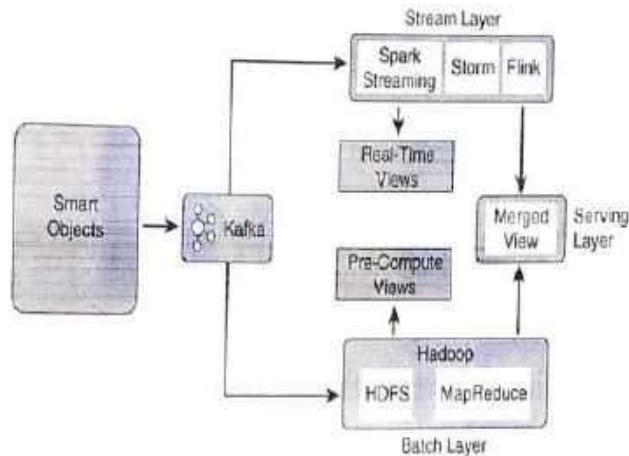 Stream Layer
Spark
Streaming
Storm
Flink
Real-Time
Views
Smart
Objects
Kafka
Merged
View
Serving
Layer
Pre-Compute
Views
Hadoop
HDFS
MapReduce
Batch Layer